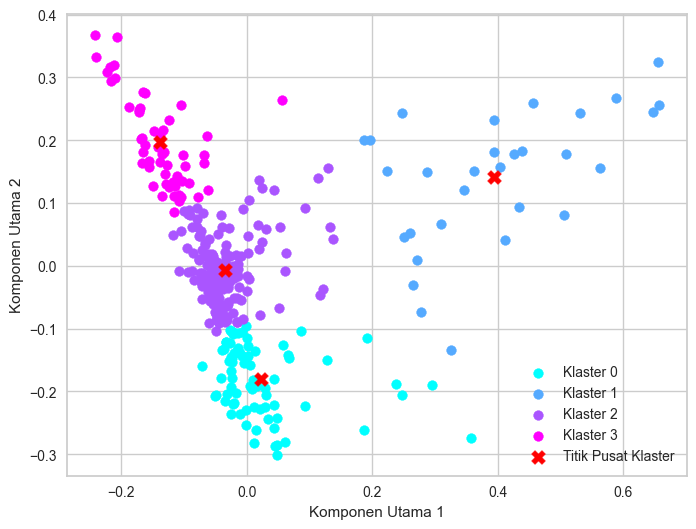 0.4
0.3
0.2
0.1
0.0
−0.1
−0.2
−0.3
Komponen Utama 2
Klaster 0
Klaster 1
Klaster 2
Klaster 3
Titik Pusat Klaster
−0.2
0.0
0.2
0.4
0.6
Komponen Utama 1